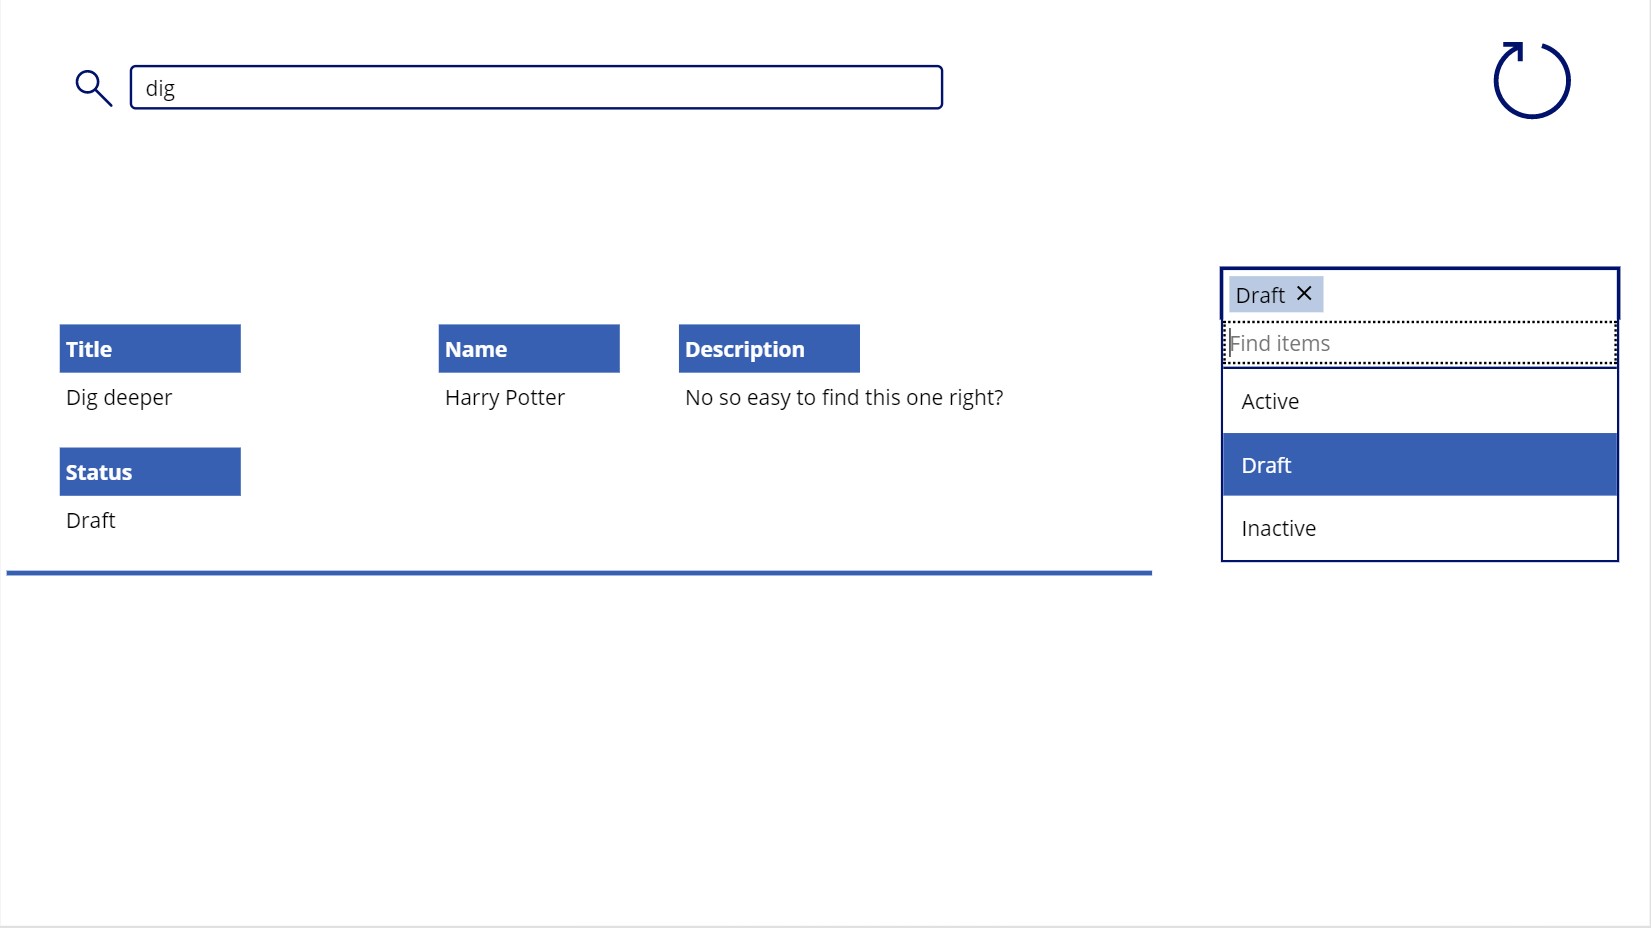 dig
Title
Dig deeper
Name
Harry Potter
Description
No so easy to find this one right?
Status
Draft
Draft
Find items
Active
Draft
Inactive